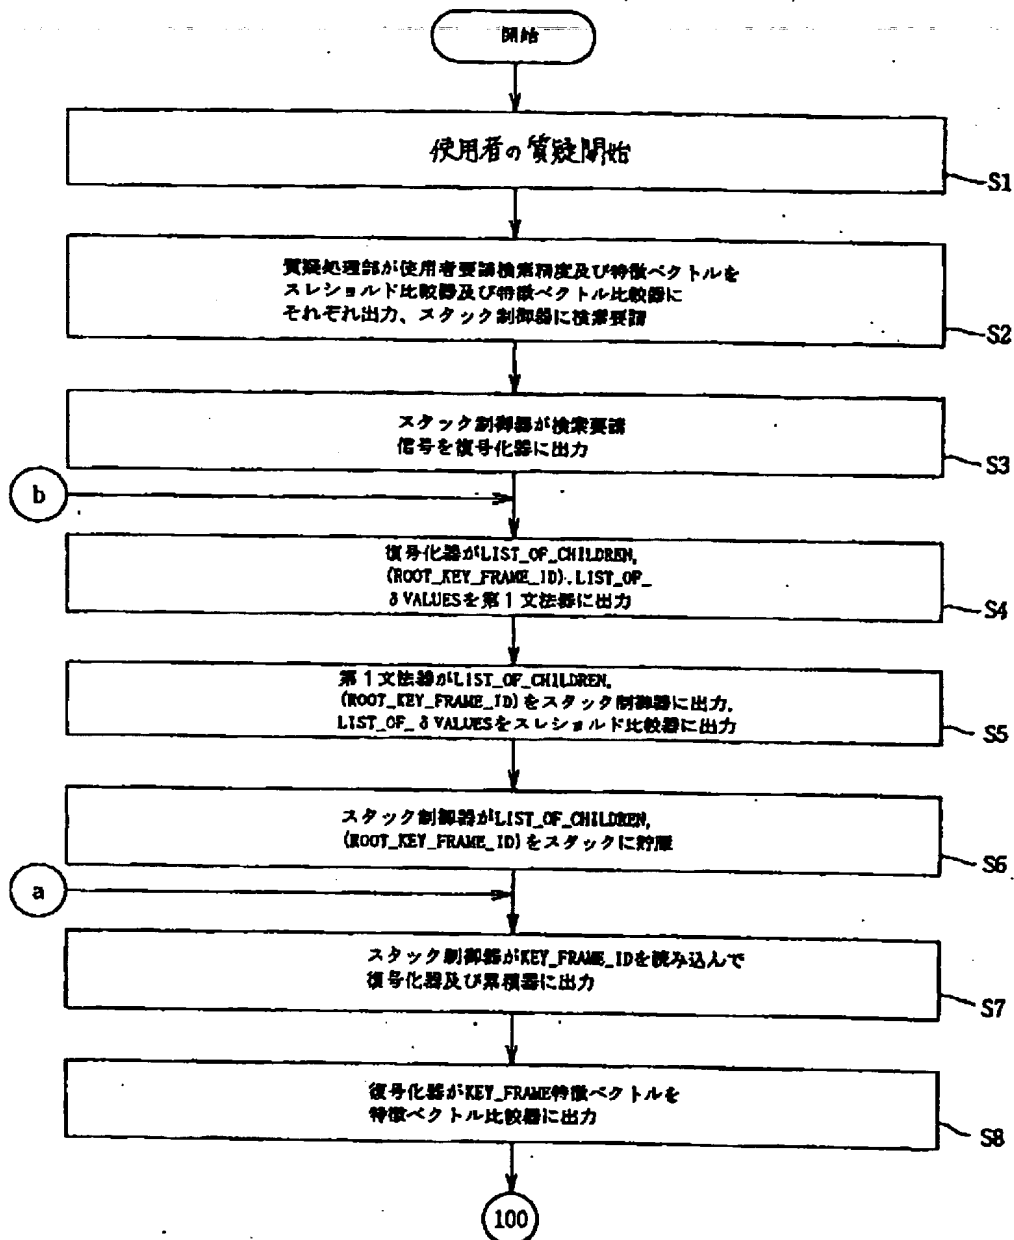 開始
使用者の質疑開始
S1
質疑処理部が使用者要請検索精度及び特徴ベクトルを
スレショルド比較器及び特徴ベクトル比較器に
それぞれ出力、スタック制御器に検索要請
S2
スタック制御器が検索要請
信号を復号化器に出力
S3
b
復号化器がLIST_OF_CHILDREN,
(ROOT_KEY_FRAME_ID).LIST_OF_
δ VALUESを第1文法器に出力
S4
第1文法器がLIST_OF_CHILDREN,
(ROOT_KEY_FRAME_ID)をスタック制御器に出力,
LIST_OF_δ VALUESをスレショルド比較器に出力
S5
スタック制御器がLIST_OF_CHILDREN,
(ROOT_KEY_FRAME_ID)をスタックに貯蔵
S6
a
スタック制御器がKEY_FRAME_IDを読み込んで
復号化器及び累積器に出力
S7
復号化器がKEY_FRAME特徴ベクトルを
特徴ベクトル比較器に出力
S8
100